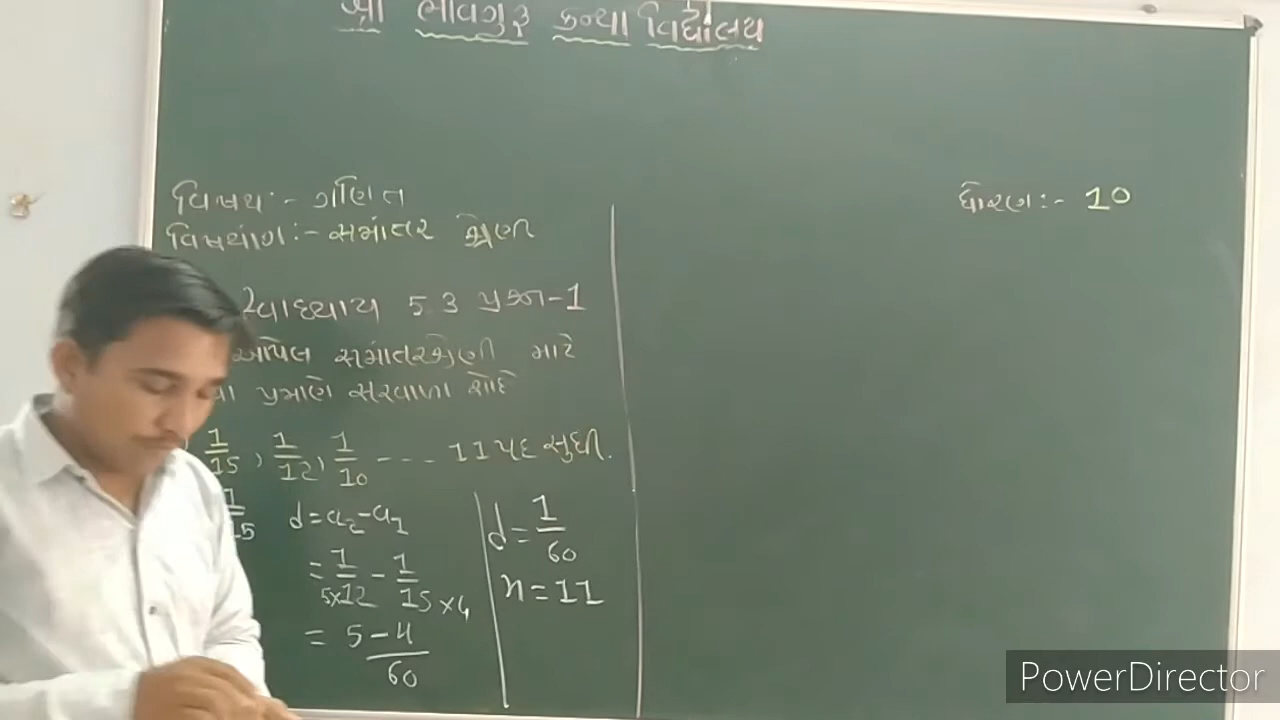 શ્રી ભાવગુરુ કન્યા વિદ્યાલય
વિષય:- ગણિત
ધોરણ:- 10
વિષયાંગ:- સમાંતર શ્રેણી
સ્વાધ્યાય 5.3 પ્રશ્ન-1
આપેલ સમાંતરશ્રેણી માટે
પ્રમાણે સરવાળા શોધો
1/15, 1/12, 1/10 ---- 11 પદ સુધી.
d = a₂ - a₁
= 1/5×12 - 1/15×4
= 5-4/60
d = 1/60
n = 11
PowerDirector